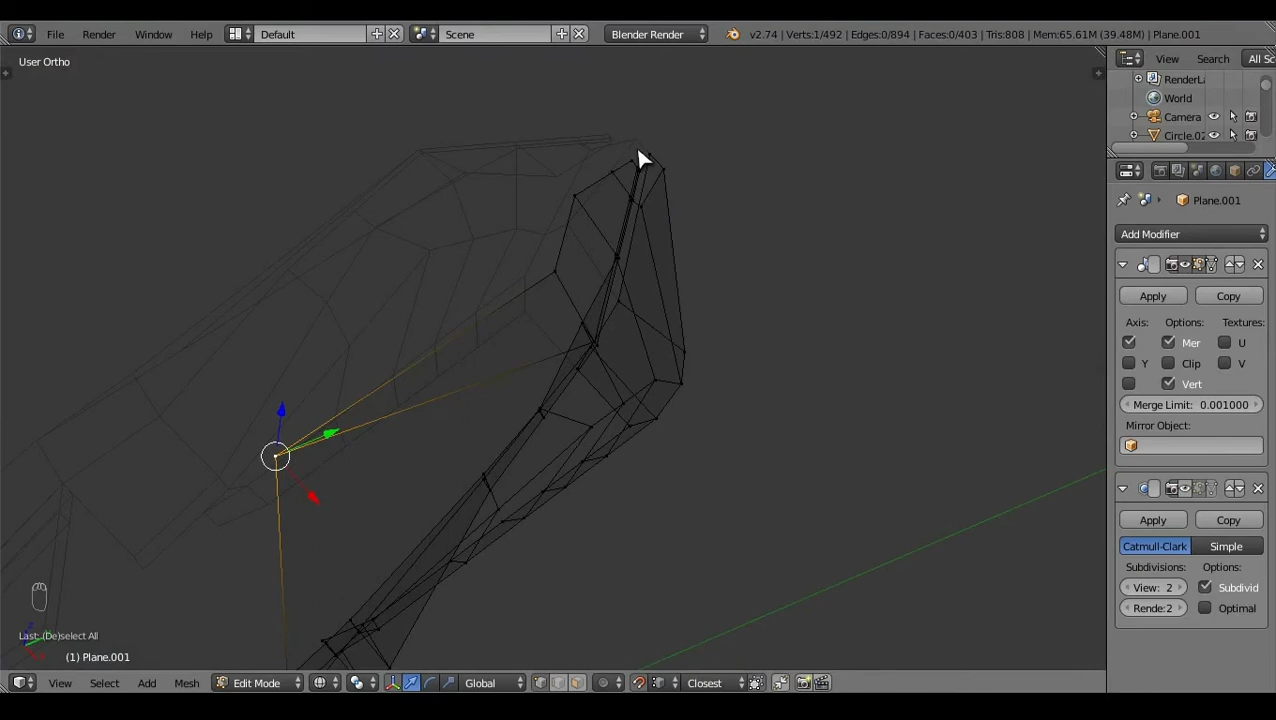 File Render Window Help Default Scene Blender Render v2.74 | Verts:1/492 | Edges:0/894 | Faces:0/403 | Tris:808 | Mem:65.61M (39.48M) | Plane.001
User Ortho
View Search All Sc
RenderLa
World
Camera
Circle.02
Plane.001
Add Modifier
Apply Copy
Axis: Options: Textures:
Mer U
Y Clip V
Vert
Merge Limit: 0.001000
Mirror Object:
Apply Copy
Catmull-Clark Simple
Subdivisions: Options:
View: 2 Subdivid
Rende:2 Optimal
Last: (De)select All
(1) Plane.001
View Select Add Mesh Edit Mode Global Closest